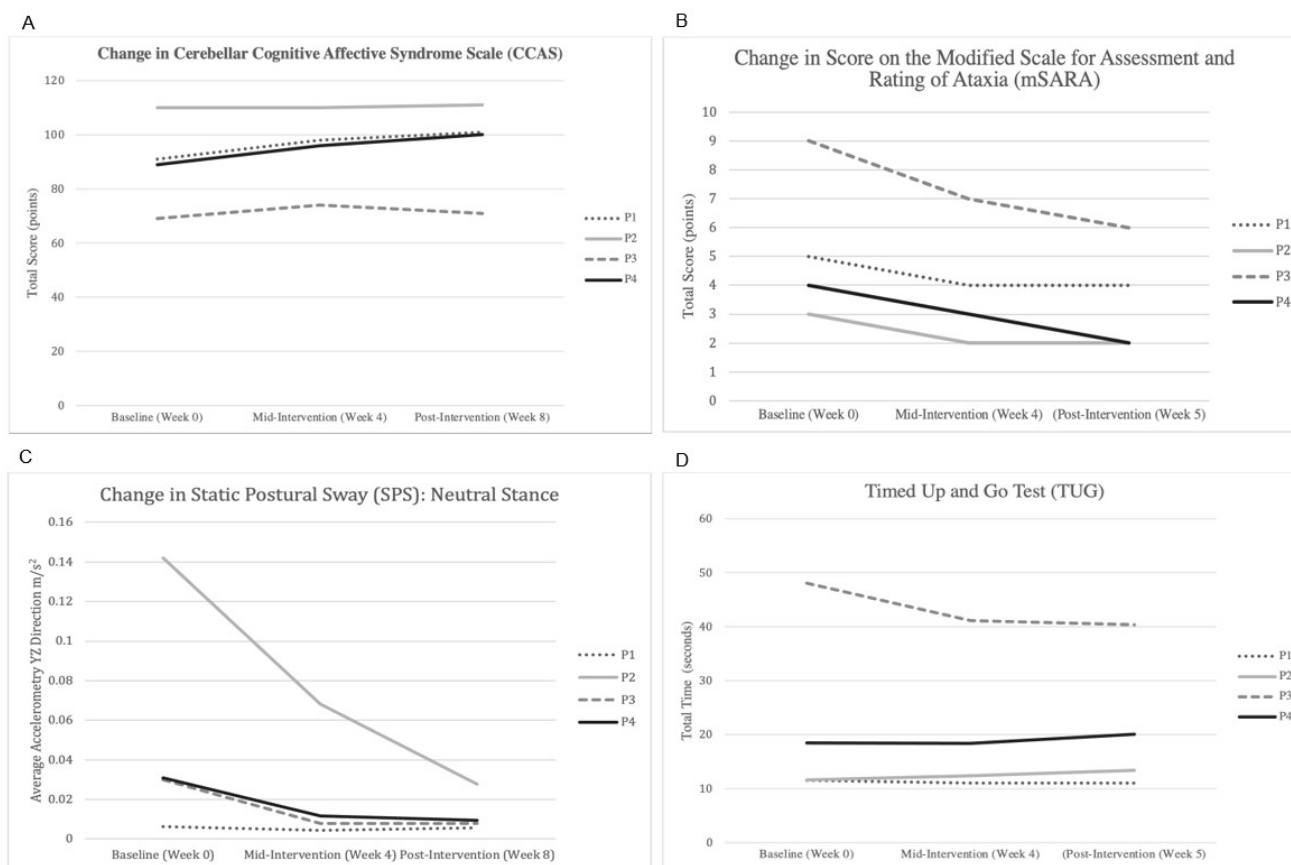 A
Change in Cerebellar Cognitive Affective Syndrome Scale (CCAS)
Total Score (points)
120
100
80
60
40
20
0
Baseline (Week 0)
Mid-Intervention (Week 4)
Post-Intervention (Week 8)
P1
P2
P3
P4
B
Change in Score on the Modified Scale for Assessment and
Rating of Ataxia (mSARA)
Total Score (points)
10
9
8
7
6
5
4
3
2
1
0
Baseline (Week 0)
Mid-Intervention (Week 4)
(Post-Intervention (Week 5)
P1
P2
P3
P4
C
Change in Static Postural Sway (SPS): Neutral Stance
Average Accelerometry YZ Direction m/s²
0.16
0.14
0.12
0.1
0.08
0.06
0.04
0.02
0
Baseline (Week 0)
Mid-Intervention (Week 4)
Post-Intervention (Week 8)
P1
P2
P3
P4
D
Timed Up and Go Test (TUG)
Total Time (seconds)
60
50
40
30
20
10
0
Baseline (Week 0)
Mid-Intervention (Week 4)
(Post-Intervention (Week 5)
P1
P2
P3
P4